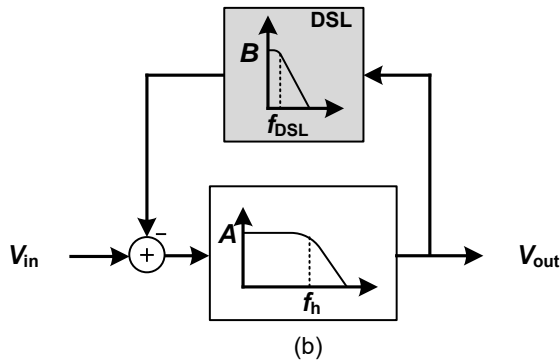 DSL
B
f_DSL
−
V_in
+
A
V_out
f_h
(b)